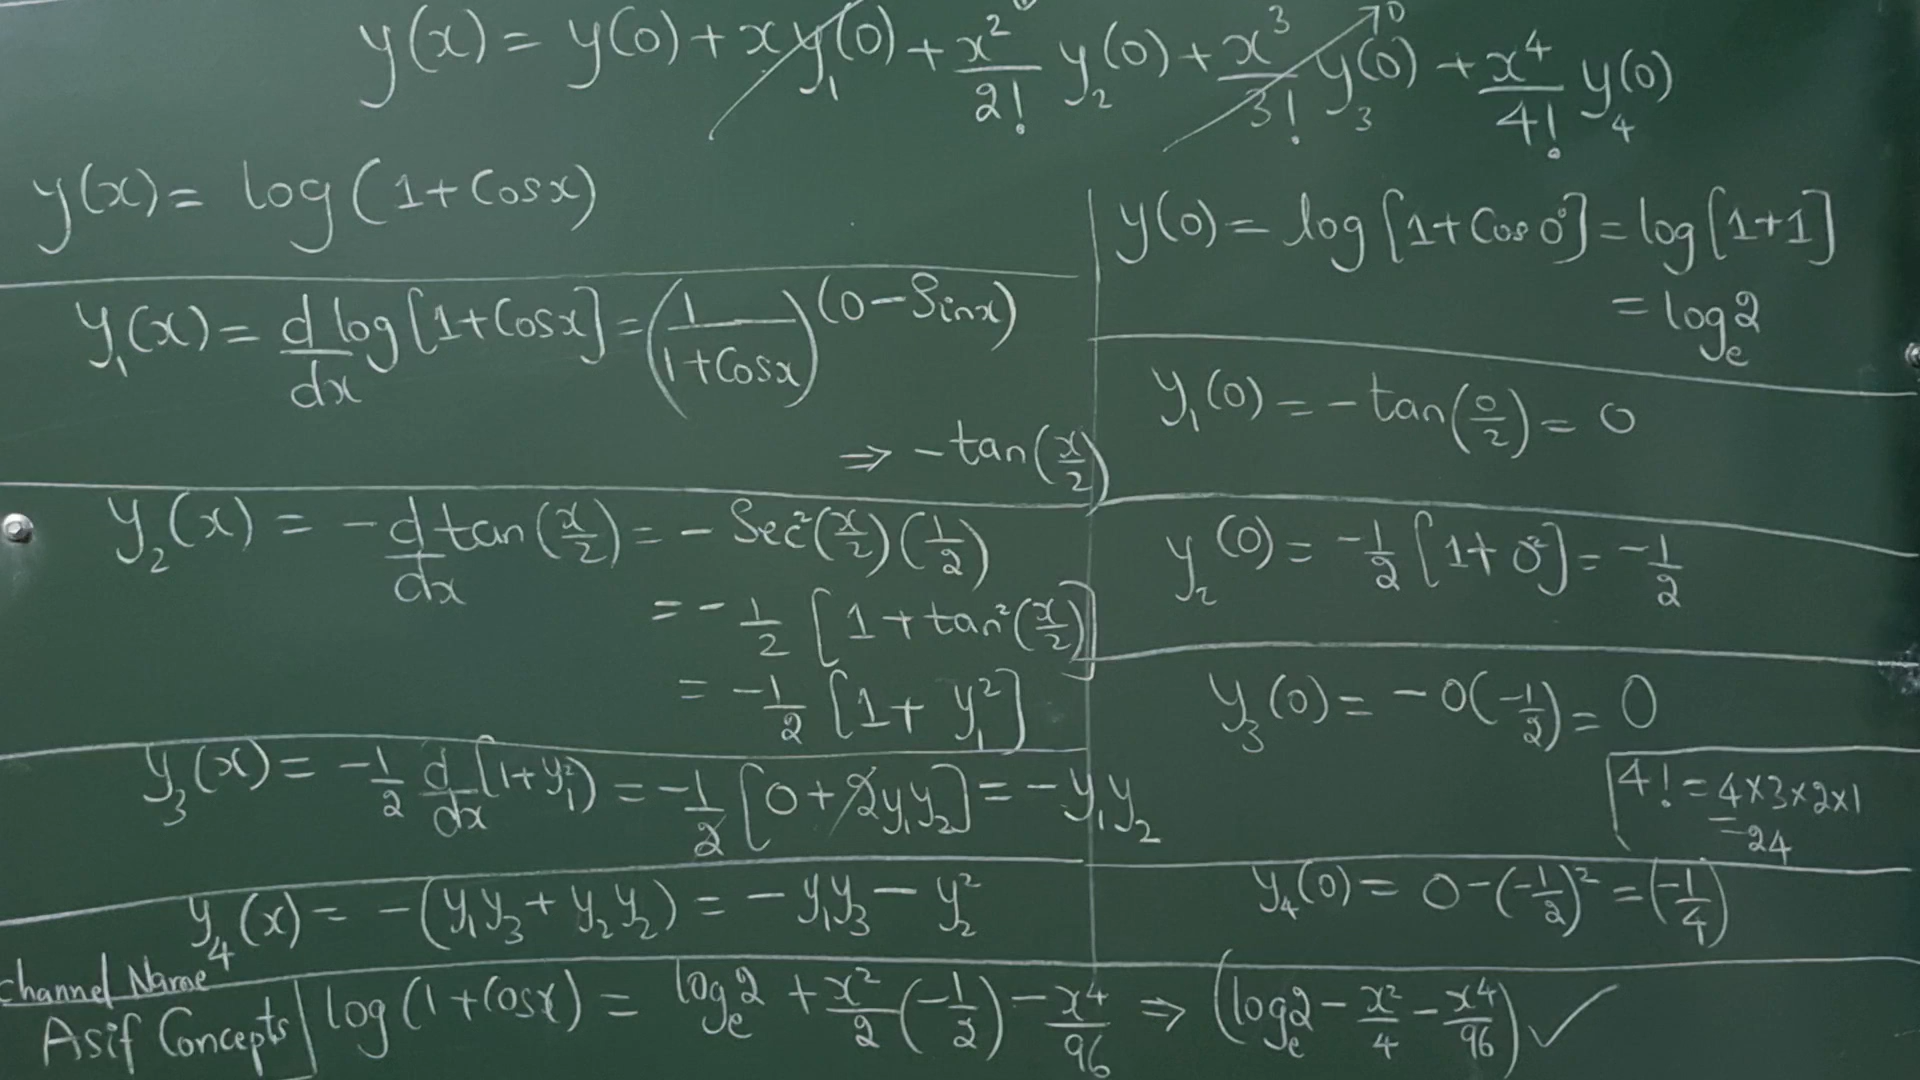 y(x) = y(0) + x y₁(0) + x²/2! y₂(0) + x³/3! y₃(0) + x⁴/4! y₄(0)
0
y(x) = log(1+Cosx)
y₁(x) = d/dx log[1+Cosx] = (1/(1+Cosx))(0-Sinx)
⇒ -tan(x/2)
y₂(x) = -d/dx tan(x/2) = -Sec²(x/2)(1/2)
= -1/2 [1+tan²(x/2)]
= -1/2 [1+y₁²]
y₃(x) = -1/2 d/dx [1+y₁²) = -1/2 [0+2y₁y₂] = -y₁y₂
y₄(x) = -(y₁y₃+y₂y₂) = -y₁y₃ - y₂²
y(0) = log[1+Cos0°] = log[1+1]
= logₑ2
y₁(0) = -tan(0/2) = 0
y₂(0) = -1/2 [1+0²] = -1/2
y₃(0) = -0(-1/2) = 0
4! = 4×3×2×1
= 24
y₄(0) = 0-(-1/2)² = (-1/4)
Channel Name
Asif Concepts
log(1+Cosx) = logₑ2 + x²/2 (-1/2) - x⁴/96 ⇒ (logₑ2 - x²/4 - x⁴/96) ✓